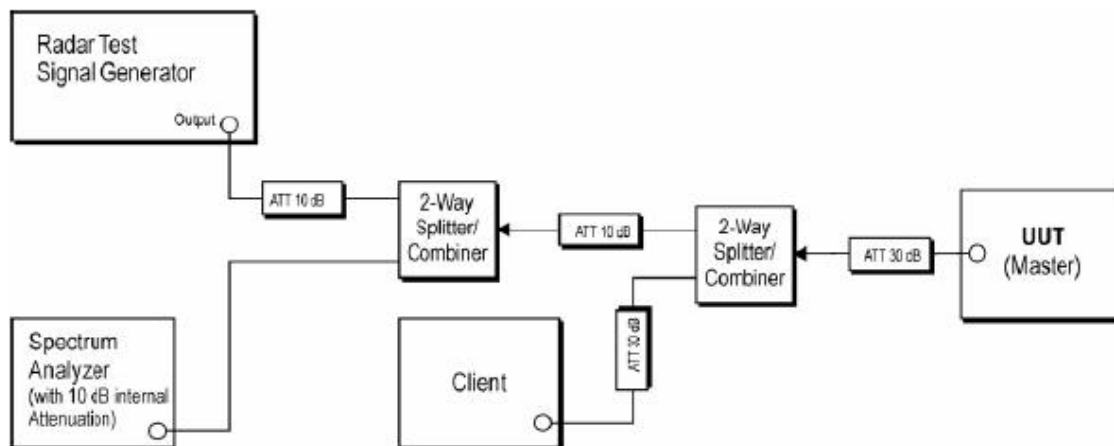 Radar Test
Signal Generator
Output
ATT 10 dB
2-Way
Splitter/
Combiner
ATT 10 dB
2-Way
Splitter/
Combiner
ATT 30 dB
UUT
(Master)
Spectrum
Analyzer
(with 10 dB internal
Attenuation)
Client
ATT 30 dB